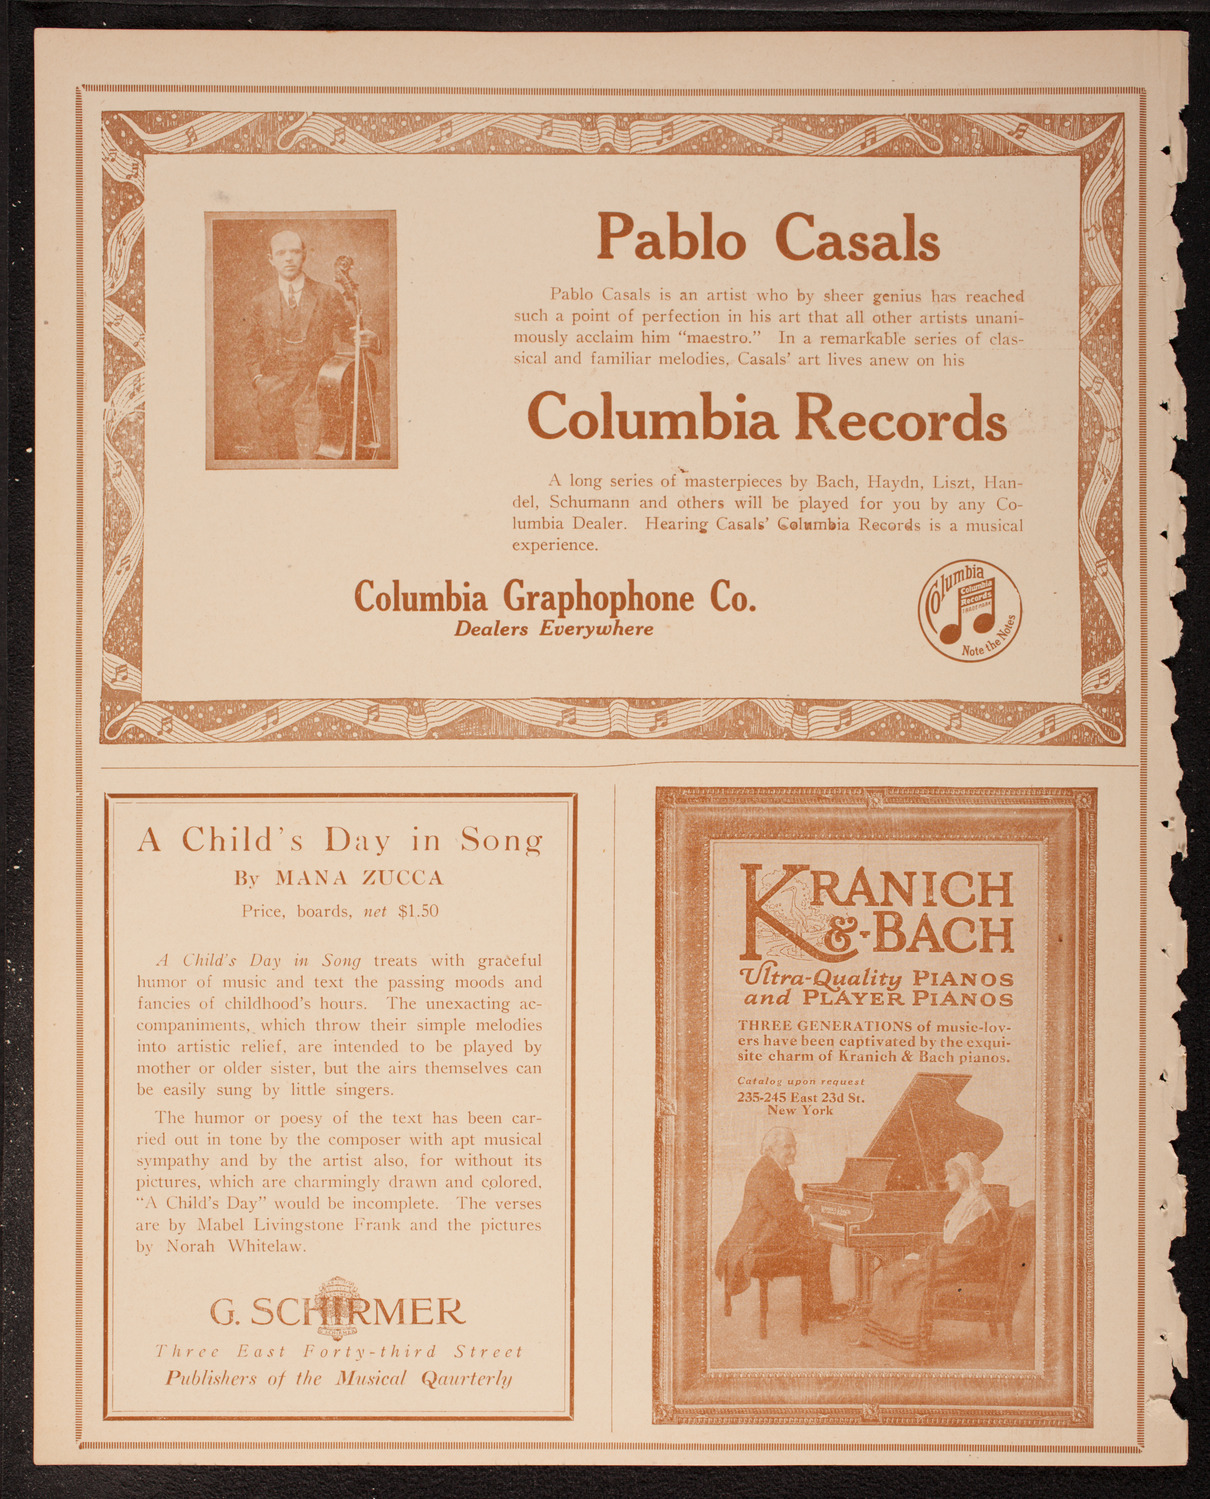 Pablo Casals
Pablo Casals is an artist who by sheer genius has reached
such a point of perfection in his art that all other artists unani-
mously acclaim him “maestro.” In a remarkable series of clas-
sical and familiar melodies, Casals’ art lives anew on his
Columbia Records
A long series of masterpieces by Bach, Haydn, Liszt, Han-
del, Schumann and others will be played for you by any Co-
lumbia Dealer. Hearing Casals’ Columbia Records is a musical
experience.
Columbia Graphophone Co.
Dealers Everywhere
Columbia
Columbia
Records
TRADE MARK
Note the Notes
A Child’s Day in Song
By MANA ZUCCA
Price, boards, net $1.50
A Child’s Day in Song treats with graceful
humor of music and text the passing moods and
fancies of childhood’s hours. The unexacting ac-
companiments, which throw their simple melodies
into artistic relief, are intended to be played by
mother or older sister, but the airs themselves can
be easily sung by little singers.
The humor or poesy of the text has been car-
ried out in tone by the composer with apt musical
sympathy and by the artist also, for without its
pictures, which are charmingly drawn and colored,
“A Child’s Day” would be incomplete. The verses
are by Mabel Livingstone Frank and the pictures
by Norah Whitelaw.
G. SCHIRMER
Three East Forty-third Street
Publishers of the Musical Qaurterly
KRANICH
&-BACH
Ultra-Quality PIANOS
and PLAYER PIANOS
THREE GENERATIONS of music-lov-
ers have been captivated by the exqui-
site charm of Kranich & Bach pianos.
Catalog upon request
235-245 East 23d St.
New York